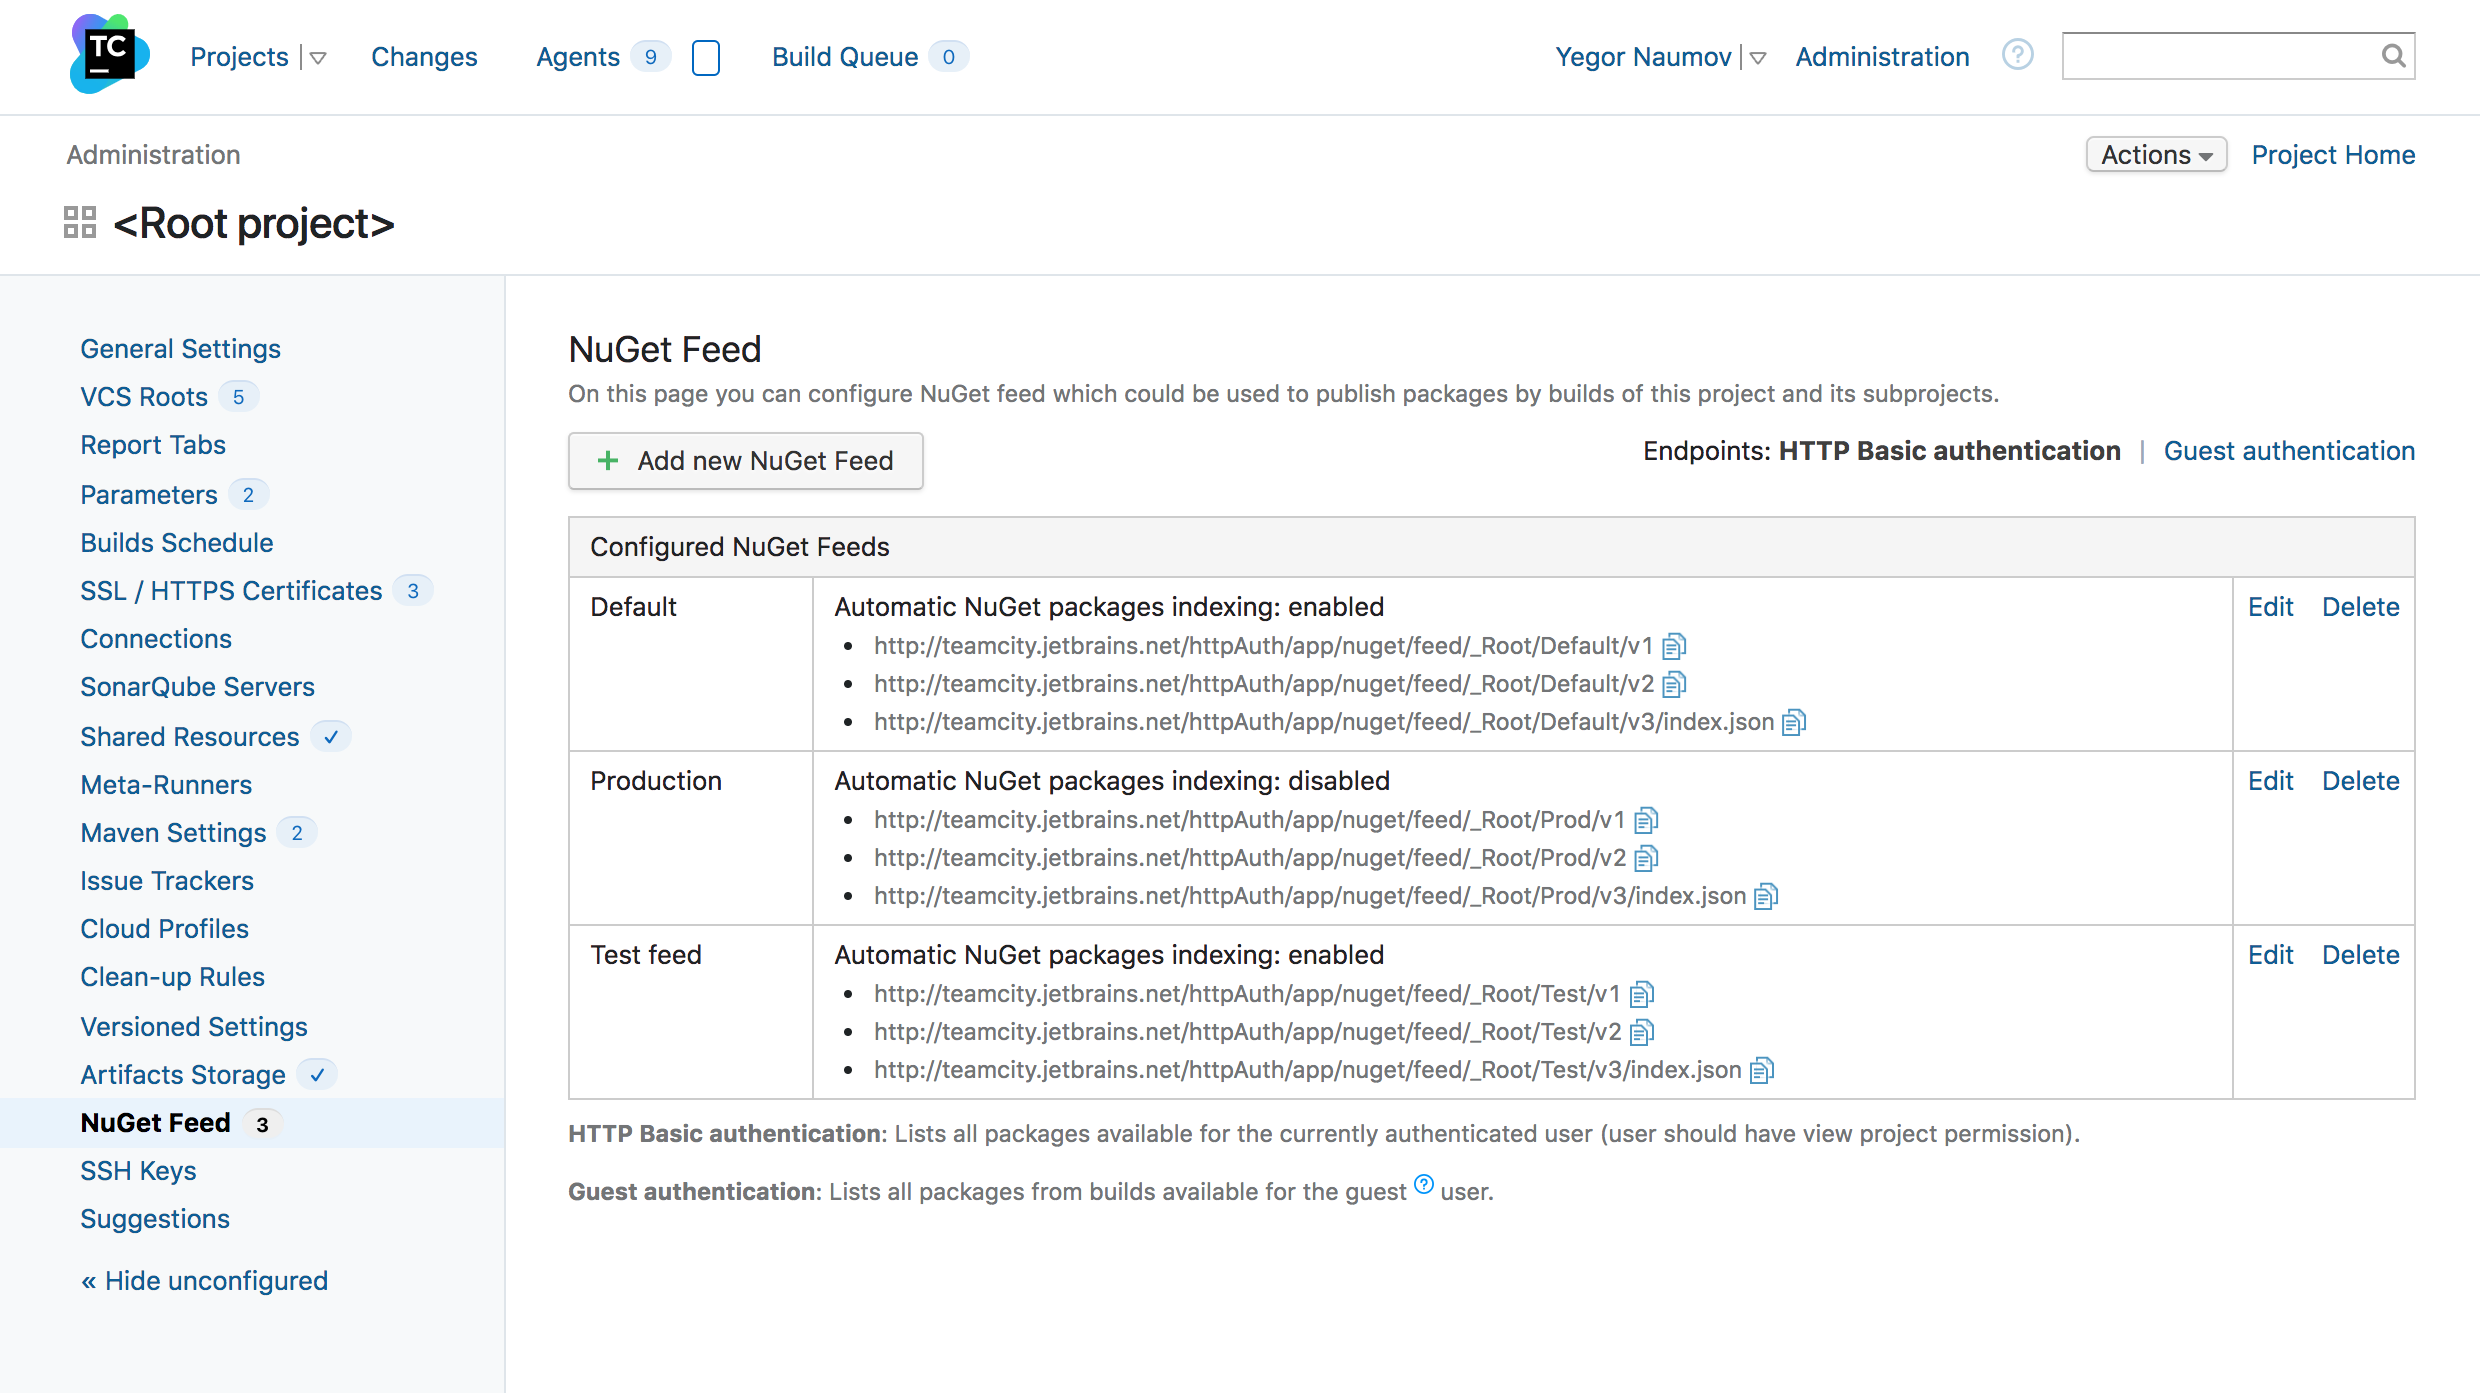 TC
Projects
Changes
Agents 9
Build Queue 0
Yegor Naumov
Administration
?
Administration
Actions
Project Home
<Root project>
General Settings
VCS Roots 5
Report Tabs
Parameters 2
Builds Schedule
SSL / HTTPS Certificates 3
Connections
SonarQube Servers
Shared Resources ✓
Meta-Runners
Maven Settings 2
Issue Trackers
Cloud Profiles
Clean-up Rules
Versioned Settings
Artifacts Storage ✓
NuGet Feed 3
SSH Keys
Suggestions
« Hide unconfigured
NuGet Feed
On this page you can configure NuGet feed which could be used to publish packages by builds of this project and its subprojects.
+ Add new NuGet Feed
Endpoints: HTTP Basic authentication | Guest authentication
Configured NuGet Feeds
Default
Automatic NuGet packages indexing: enabled
• http://teamcity.jetbrains.net/httpAuth/app/nuget/feed/_Root/Default/v1
• http://teamcity.jetbrains.net/httpAuth/app/nuget/feed/_Root/Default/v2
• http://teamcity.jetbrains.net/httpAuth/app/nuget/feed/_Root/Default/v3/index.json
Edit Delete
Production
Automatic NuGet packages indexing: disabled
• http://teamcity.jetbrains.net/httpAuth/app/nuget/feed/_Root/Prod/v1
• http://teamcity.jetbrains.net/httpAuth/app/nuget/feed/_Root/Prod/v2
• http://teamcity.jetbrains.net/httpAuth/app/nuget/feed/_Root/Prod/v3/index.json
Edit Delete
Test feed
Automatic NuGet packages indexing: enabled
• http://teamcity.jetbrains.net/httpAuth/app/nuget/feed/_Root/Test/v1
• http://teamcity.jetbrains.net/httpAuth/app/nuget/feed/_Root/Test/v2
• http://teamcity.jetbrains.net/httpAuth/app/nuget/feed/_Root/Test/v3/index.json
Edit Delete
HTTP Basic authentication: Lists all packages available for the currently authenticated user (user should have view project permission).
Guest authentication: Lists all packages from builds available for the guest ? user.